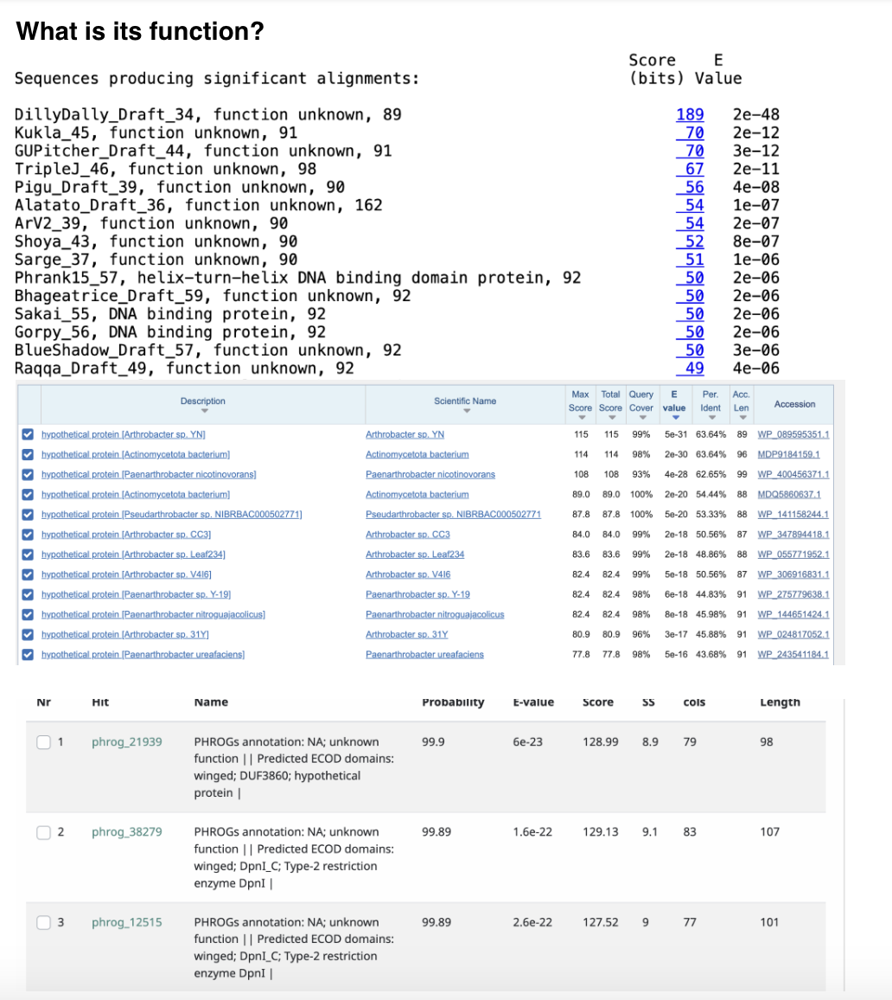 What is its function?
Score E
Sequences producing significant alignments: (bits) Value
DillyDally_Draft_34, function unknown, 89 189 2e-48
Kukla_45, function unknown, 91 70 2e-12
GUPitcher_Draft_44, function unknown, 91 70 3e-12
TripleJ_46, function unknown, 98 67 2e-11
Pigu_Draft_39, function unknown, 90 56 4e-08
Alatato_Draft_36, function unknown, 162 54 1e-07
ArV2_39, function unknown, 90 54 2e-07
Shoya_43, function unknown, 90 52 8e-07
Sarge_37, function unknown, 90 51 1e-06
Phrank15_57, helix-turn-helix DNA binding domain protein, 92 50 2e-06
Bhageatrice_Draft_59, function unknown, 92 50 2e-06
Sakai_55, DNA binding protein, 92 50 2e-06
Gorpy_56, DNA binding protein, 92 50 2e-06
BlueShadow_Draft_57, function unknown, 92 50 3e-06
Raqqa_Draft_49, function unknown, 92 49 4e-06
Description Scientific Name Max Score Total Score Query Cover E value Per. Ident Acc. Len Accession
hypothetical protein [Arthrobacter sp. YN] Arthrobacter sp. YN 115 115 99% 5e-31 63.64% 89 WP_089595351.1
hypothetical protein [Actinomycetota bacterium] Actinomycetota bacterium 114 114 98% 2e-30 63.64% 96 MDP9184159.1
hypothetical protein [Paenarthrobacter nicotinovorans] Paenarthrobacter nicotinovorans 108 108 93% 4e-28 62.65% 99 WP_400456371.1
hypothetical protein [Actinomycetota bacterium] Actinomycetota bacterium 89.0 89.0 100% 2e-20 54.44% 88 MDQ5860637.1
hypothetical protein [Pseudarthrobacter sp. NIBRBAC000502771] Pseudarthrobacter sp. NIBRBAC000502771 87.8 87.8 100% 5e-20 53.33% 88 WP_141158244.1
hypothetical protein [Arthrobacter sp. CC3] Arthrobacter sp. CC3 84.0 84.0 99% 2e-18 50.56% 87 WP_347894418.1
hypothetical protein [Arthrobacter sp. Leaf234] Arthrobacter sp. Leaf234 83.6 83.6 99% 2e-18 48.86% 88 WP_055771952.1
hypothetical protein [Arthrobacter sp. V4I6] Arthrobacter sp. V4I6 82.4 82.4 99% 5e-18 50.56% 87 WP_306916831.1
hypothetical protein [Paenarthrobacter sp. Y-19] Paenarthrobacter sp. Y-19 82.4 82.4 98% 6e-18 44.83% 91 WP_275779638.1
hypothetical protein [Paenarthrobacter nitroguajacolicus] Paenarthrobacter nitroguajacolicus 82.4 82.4 98% 8e-18 45.98% 91 WP_144651424.1
hypothetical protein [Arthrobacter sp. 31Y] Arthrobacter sp. 31Y 80.9 80.9 96% 3e-17 45.88% 91 WP_024817052.1
hypothetical protein [Paenarthrobacter ureafaciens] Paenarthrobacter ureafaciens 77.8 77.8 98% 5e-16 43.68% 91 WP_243541184.1
Nr Hit Name Probability E-value Score SS cols Length
1 phrog_21939 PHROGs annotation: NA; unknown 99.9 6e-23 128.99 8.9 79 98
function || Predicted ECOD domains:
winged; DUF3860; hypothetical
protein |
2 phrog_38279 PHROGs annotation: NA; unknown 99.89 1.6e-22 129.13 9.1 83 107
function || Predicted ECOD domains:
winged; DpnI_C; Type-2 restriction
enzyme DpnI |
3 phrog_12515 PHROGs annotation: NA; unknown 99.89 2.6e-22 127.52 9 77 101
function || Predicted ECOD domains:
winged; DpnI_C; Type-2 restriction
enzyme DpnI |